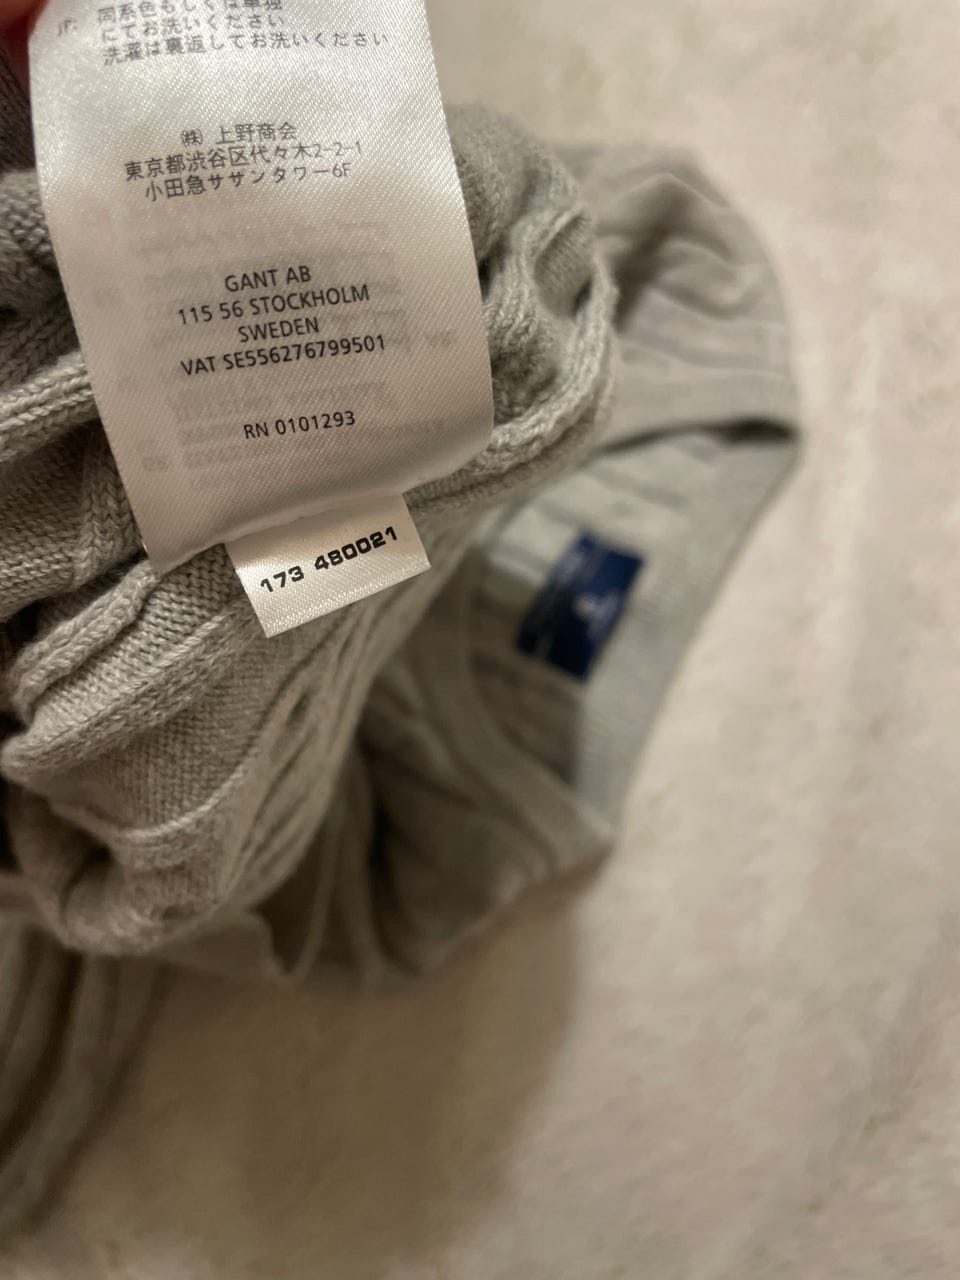 JP: 同系色もしくは単独
にてお洗いください
洗濯は裏返してお洗いください
㈱ 上野商会
東京都渋谷区代々木2-2-1
小田急サザンタワー6F
GANT AB
115 56 STOCKHOLM
SWEDEN
VAT SE556276799501
RN 0101293
173 480021